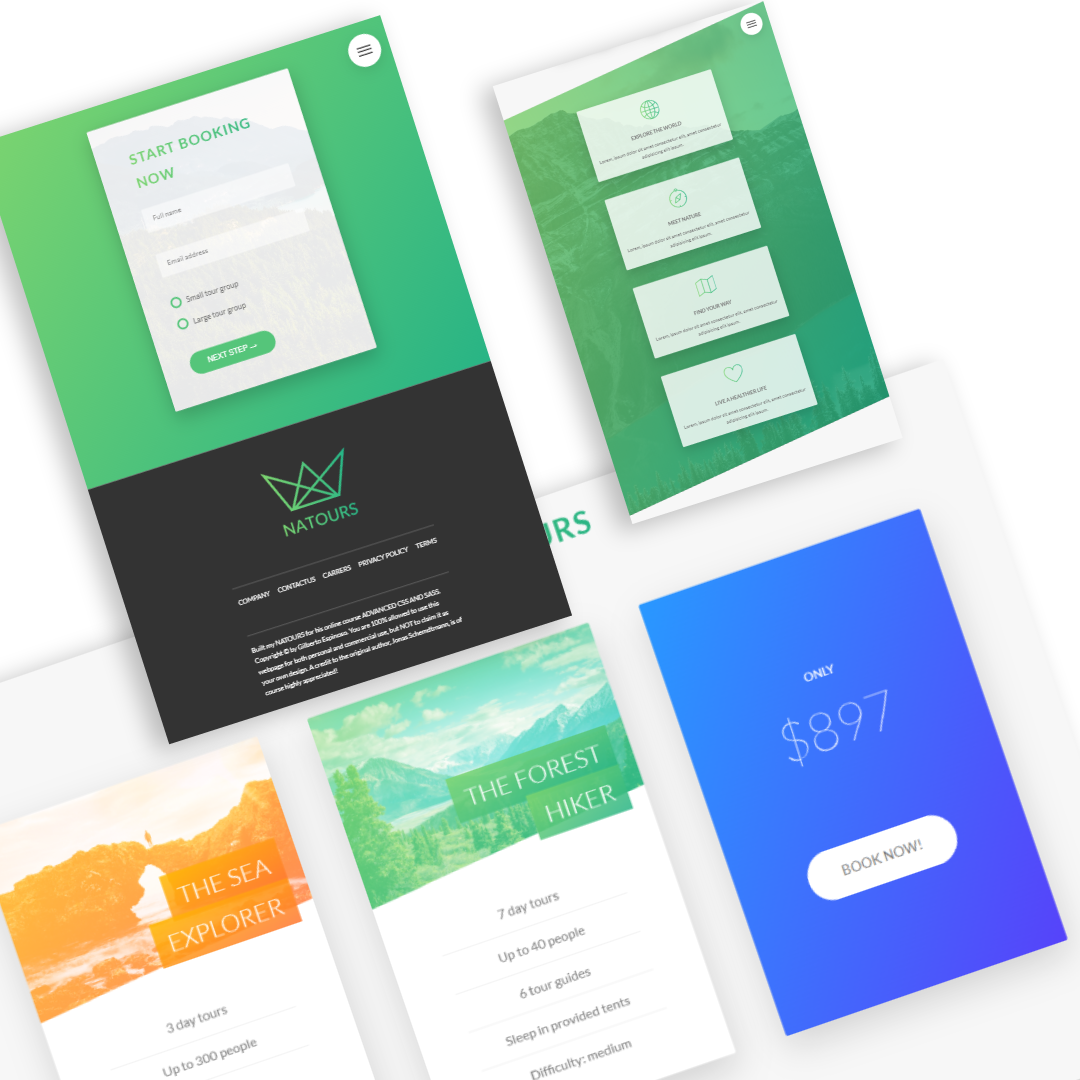 START BOOKING
NOW
Full name
Email address
Small tour group
Large tour group
NEXT STEP →
NATOURS
COMPANY CONTACT US CAREERS PRIVACY POLICY TERMS
Built my NATOURS for his online course ADVANCED CSS AND SASS.
Copyright © by Gilberto Espinoso. You are 100% allowed to use this
webpage for both personal and commercial use, but NOT to claim it as
your own design. A credit to the original author, Jonas Schemdtmann, is of
course highly appreciated!
EXPLORE THE WORLD
Lorem, ipsum dolor sit amet consectetur elit, amet consectetur
adipisicing elit ipsum.
MEET NATURE
Lorem, ipsum dolor sit amet consectetur elit, amet consectetur
adipisicing elit ipsum.
FIND YOUR WAY
Lorem, ipsum dolor sit amet consectetur elit, amet consectetur
adipisicing elit ipsum.
LIVE A HEALTHIER LIFE
Lorem, ipsum dolor sit amet consectetur elit, amet consectetur
adipisicing elit ipsum.
URS
THE SEA
EXPLORER
3 day tours
Up to 300 people
THE FOREST
HIKER
7 day tours
Up to 40 people
6 tour guides
Sleep in provided tents
Difficulty: medium
ONLY
$897
BOOK NOW!